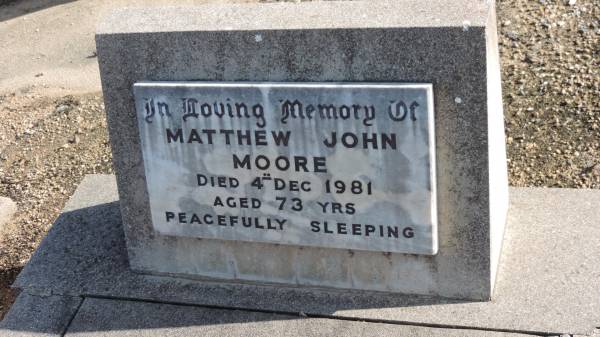 In Loving Memory Of
MATTHEW JOHN
MOORE
DIED 4TH DEC 1981
AGED 73 YRS
PEACEFULLY SLEEPING